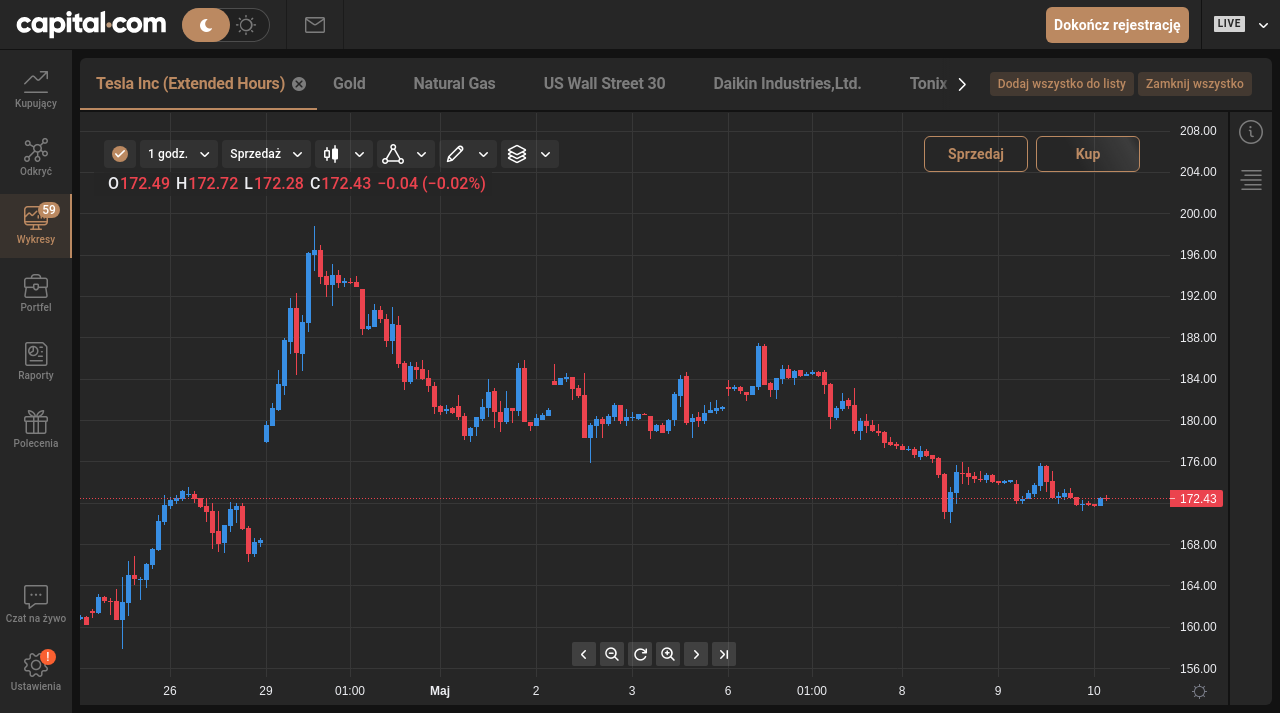 capital.com
Dokończ rejestrację
LIVE
Kupujący
Odkryć
59
Wykresy
Portfel
Raporty
Polecenia
Czat na żywo
!
Ustawienia
Tesla Inc (Extended Hours)
Gold
Natural Gas
US Wall Street 30
Daikin Industries,Ltd.
Tonix
Dodaj wszystko do listy
Zamknij wszystko
1 godz.
Sprzedaż
Sprzedaj
Kup
O172.49 H172.72 L172.28 C172.43 −0.04 (−0.02%)
208.00
204.00
200.00
196.00
192.00
188.00
184.00
180.00
176.00
172.43
168.00
164.00
160.00
156.00
26
29
01:00
Maj
2
3
6
01:00
8
9
10